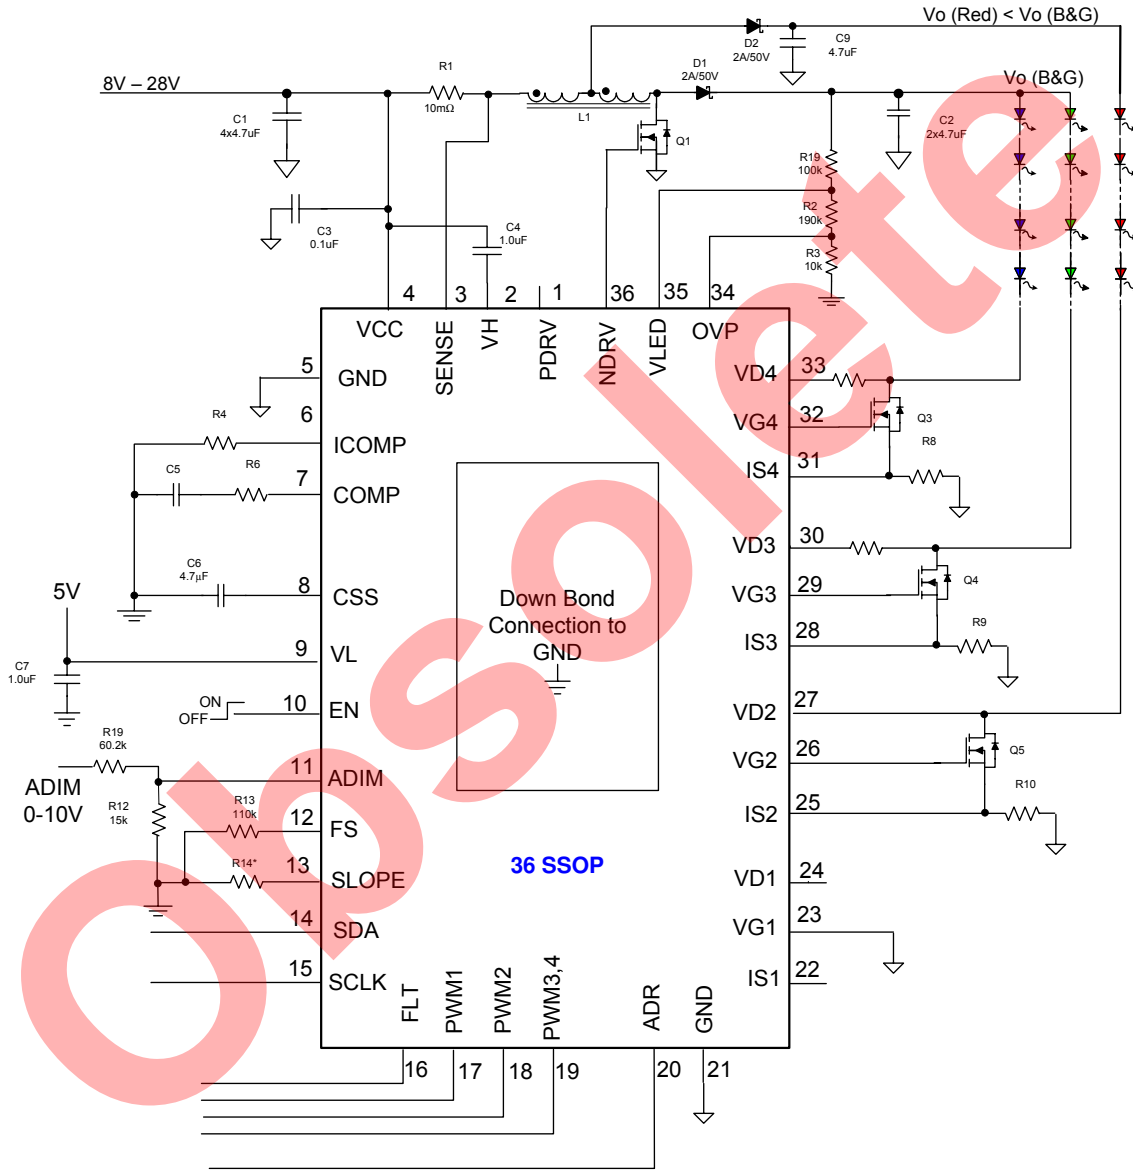 Vo (Red) < Vo (B&G)
D2
2A/50V
C9
4.7uF
8V – 28V
R1
10mΩ
D1
2A/50V
Vo (B&G)
C1
4x4.7uF
L1
Q1
C2
2x4.7uF
R19
100k
R2
190k
R3
10k
C3
0.1uF
C4
1.0uF
4
3
2
1
36
35
34
VCC
SENSE
VH
PDRV
NDRV
VLED
OVP
5
GND
6
R4
ICOMP
C5
R6
7
COMP
C6
4.7μF
8
CSS
5V
9
VL
C7
1.0uF
ON
OFF
10
EN
R19
60.2k
ADIM
0-10V
11
ADIM
R12
15k
R13
110k
12
FS
R14*
13
SLOPE
14
SDA
15
SCLK
Down Bond
Connection to
GND
36 SSOP
VD4
33
VG4
32
Q3
IS4
31
R8
VD3
30
VG3
29
Q4
IS3
28
R9
VD2
27
VG2
26
Q5
IS2
25
R10
VD1
24
VG1
23
IS1
22
FLT
PWM1
PWM2
PWM3,4
ADR
GND
16
17
18
19
20
21
Obsolete